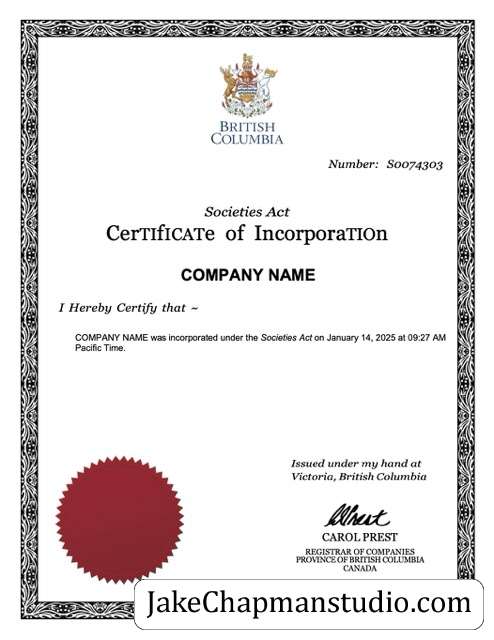 BRITISH
COLUMBIA
Number: S0074303
Societies Act
CerTIfICATe of IncorporaTIOn
COMPANY NAME
I Hereby Certify that ~
COMPANY NAME was incorporated under the Societies Act on January 14, 2025 at 09:27 AM
Pacific Time.
Issued under my hand at
Victoria, British Columbia
CAROL PREST
REGISTRAR OF COMPANIES
PROVINCE OF BRITISH COLUMBIA
CANADA
JakeChapmanstudio.com